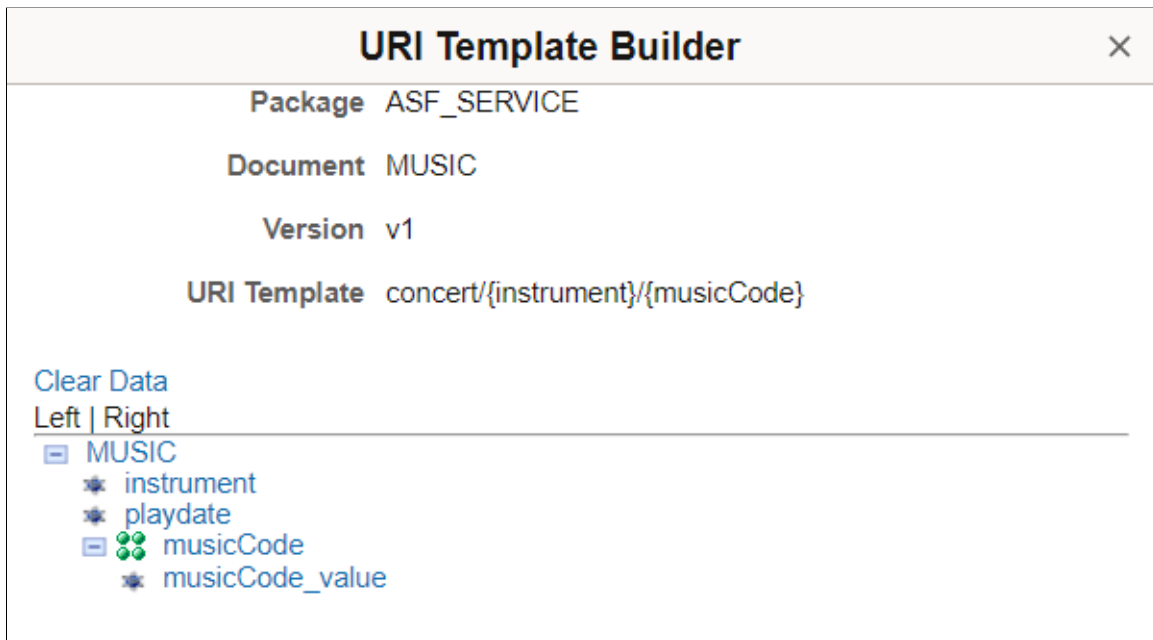 URI Template Builder ×
Package ASF_SERVICE
Document MUSIC
Version v1
URI Template concert/{instrument}/{musicCode}
Clear Data
Left | Right
MUSIC
instrument
playdate
musicCode
musicCode_value